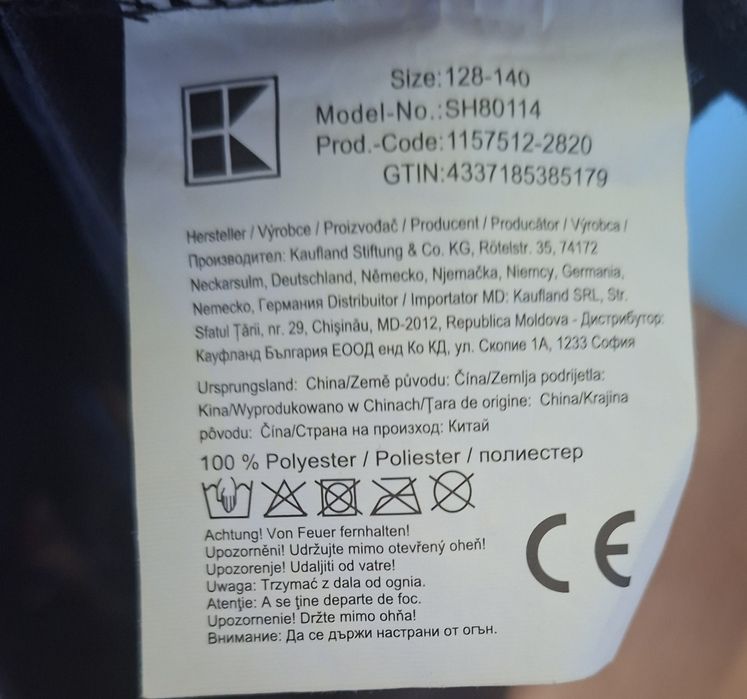 K
Size:128-140
Model-No.:SH80114
Prod.-Code:1157512-2820
GTIN:4337185385179
Hersteller / Výrobce / Proizvođač / Producent / Producător / Výrobca /
Производител: Kaufland Stiftung & Co. KG, Rötelstr. 35, 74172
Neckarsulm, Deutschland, Německo, Njemačka, Niemcy, Germania,
Nemecko, Германия Distribuitor / Importator MD: Kaufland SRL, Str.
Sfatul Țării, nr. 29, Chișinău, MD-2012, Republica Moldova - Дистрибутор:
Кауфланд България ЕООД енд Ко КД, ул. Скопие 1А, 1233 София
Ursprungsland: China/Země původu: Čína/Zemlja podrijetla:
Kina/Wyprodukowano w Chinach/Țara de origine: China/Krajina
pôvodu: Čína/Страна на произход: Китай
100 % Polyester / Poliester / полиестер
Achtung! Von Feuer fernhalten!
Upozornění! Udržujte mimo otevřený oheň!
Upozorenje! Udaljiti od vatre!
Uwaga: Trzymać z dala od ognia.
Atenţie: A se ţine departe de foc.
Upozornenie! Držte mimo ohňa!
Внимание: Да се държи настрани от огън.
CE